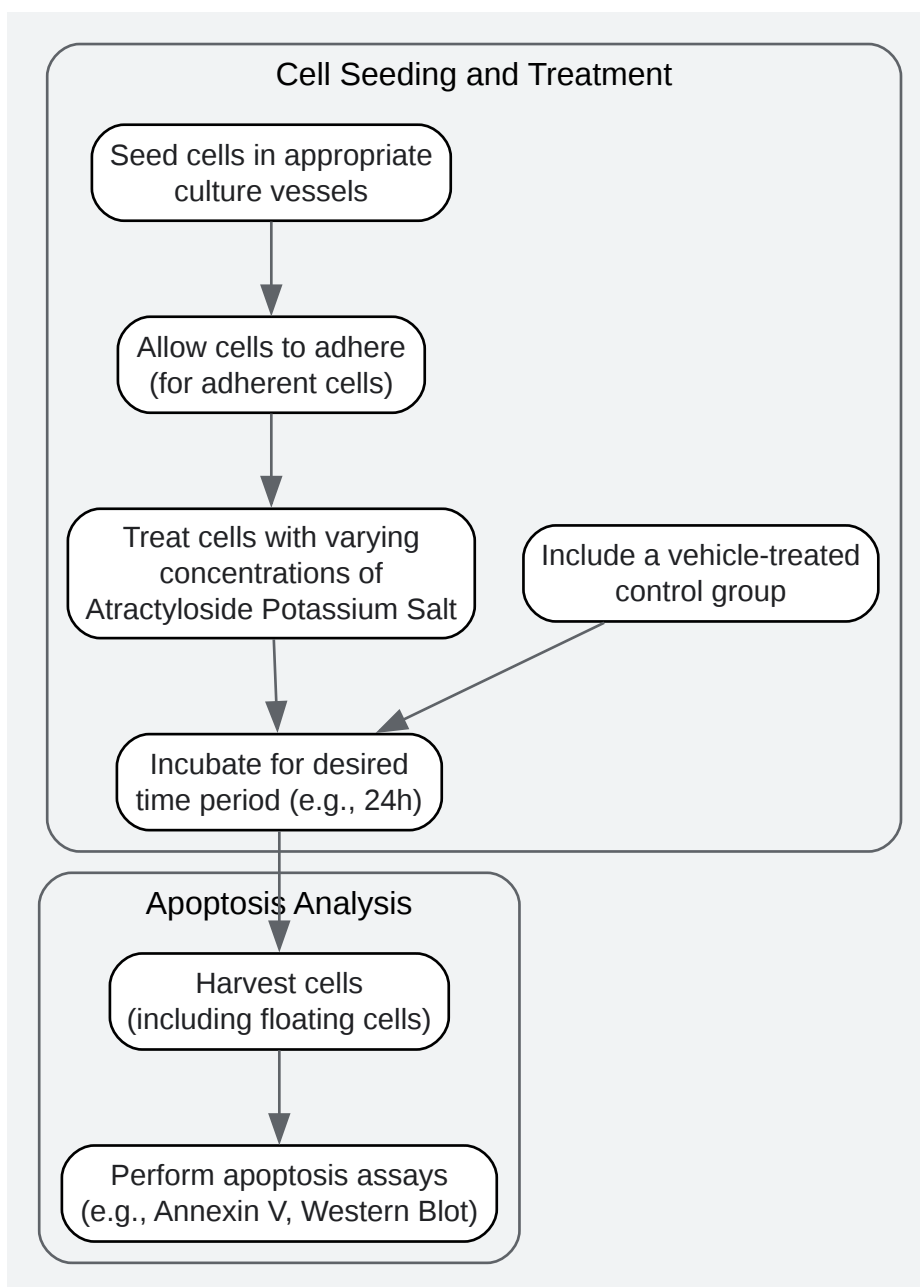 Cell Seeding and Treatment
Seed cells in appropriate
culture vessels
Allow cells to adhere
(for adherent cells)
Treat cells with varying
concentrations of
Atractyloside Potassium Salt
Include a vehicle-treated
control group
Incubate for desired
time period (e.g., 24h)
Apoptosis Analysis
Harvest cells
(including floating cells)
Perform apoptosis assays
(e.g., Annexin V, Western Blot)